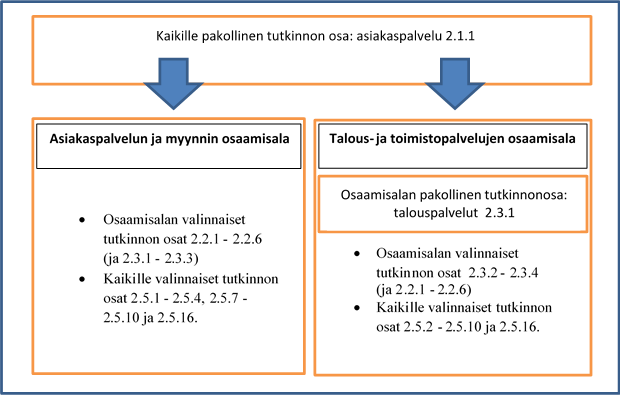 Kaikille pakollinen tutkinnon osa: asiakaspalvelu 2.1.1
Asiakaspalvelun ja myynnin osaamisala
• Osaamisalan valinnaiset
tutkinnon osat 2.2.1 - 2.2.6
(ja 2.3.1 - 2.3.3)
• Kaikille valinnaiset tutkinnon
osat 2.5.1 - 2.5.4, 2.5.7 -
2.5.10 ja 2.5.16.
Talous- ja toimistopalvelujen osaamisala
Osaamisalan pakollinen tutkinnonosa:
talouspalvelut 2.3.1
• Osaamisalan valinnaiset
tutkinnon osat 2.3.2 - 2.3.4
(ja 2.2.1 - 2.2.6)
• Kaikille valinnaiset tutkinnon
osat 2.5.2 - 2.5.10 ja 2.5.16.